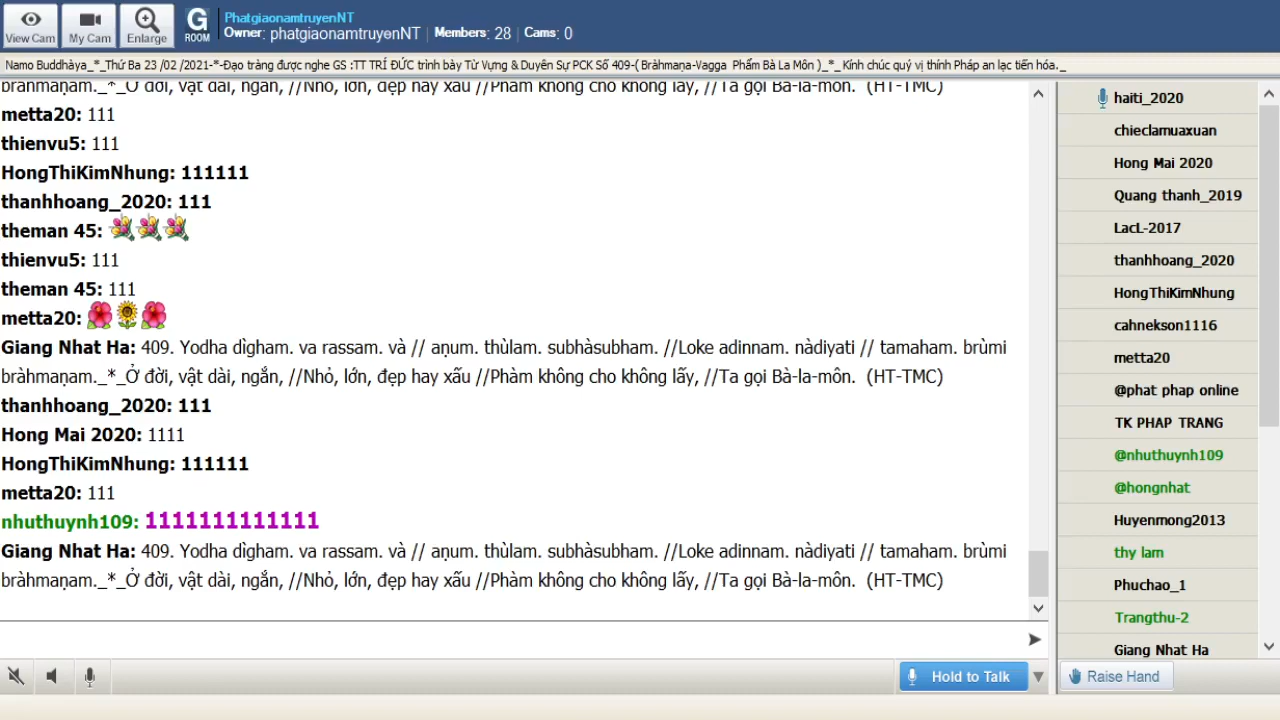 View Cam
My Cam
Enlarge
G
ROOM
PhatgiaonamtruyenNT
Owner: phatgiaonamtruyenNT | Members: 28 | Cams: 0
Namo Buddhàya_*_Thứ Ba 23 /02 /2021-*-Đạo tràng được nghe GS :TT TRÍ ĐỨC trình bày Từ Vựng & Duyên Sự PCK Số 409-( Bràhmaṇa-Vagga Phẩm Bà La Môn )_*_ Kính chúc quý vị thính Pháp an lạc tiến hóa._
bràhmaṇam._*_Ở đời, vật dài, ngắn, //Nhỏ, lớn, đẹp hay xấu //Phàm không cho không lấy, //Ta gọi Bà-la-môn. (HT-TMC)
metta20: 111
thienvu5: 111
HongThiKimNhung: 111111
thanhhoang_2020: 111
theman 45:
thienvu5: 111
theman 45: 111
metta20:
Giang Nhat Ha: 409. Yodha dìgham. va rassam. và // aṇum. thùlam. subhàsubham. //Loke adinnam. nàdiyati // tamaham. brùmi
bràhmaṇam._*_Ở đời, vật dài, ngắn, //Nhỏ, lớn, đẹp hay xấu //Phàm không cho không lấy, //Ta gọi Bà-la-môn. (HT-TMC)
thanhhoang_2020: 111
Hong Mai 2020: 1111
HongThiKimNhung: 111111
metta20: 111
nhuthuynh109: 1111111111111
Giang Nhat Ha: 409. Yodha dìgham. va rassam. và // aṇum. thùlam. subhàsubham. //Loke adinnam. nàdiyati // tamaham. brùmi
bràhmaṇam._*_Ở đời, vật dài, ngắn, //Nhỏ, lớn, đẹp hay xấu //Phàm không cho không lấy, //Ta gọi Bà-la-môn. (HT-TMC)
Hold to Talk
haiti_2020
chieclamuaxuan
Hong Mai 2020
Quang thanh_2019
LacL-2017
thanhhoang_2020
HongThiKimNhung
cahnekson1116
metta20
@phat phap online
TK PHAP TRANG
@nhuthuynh109
@hongnhat
Huyenmong2013
thy lam
Phuchao_1
Trangthu-2
Giang Nhat Ha
Raise Hand